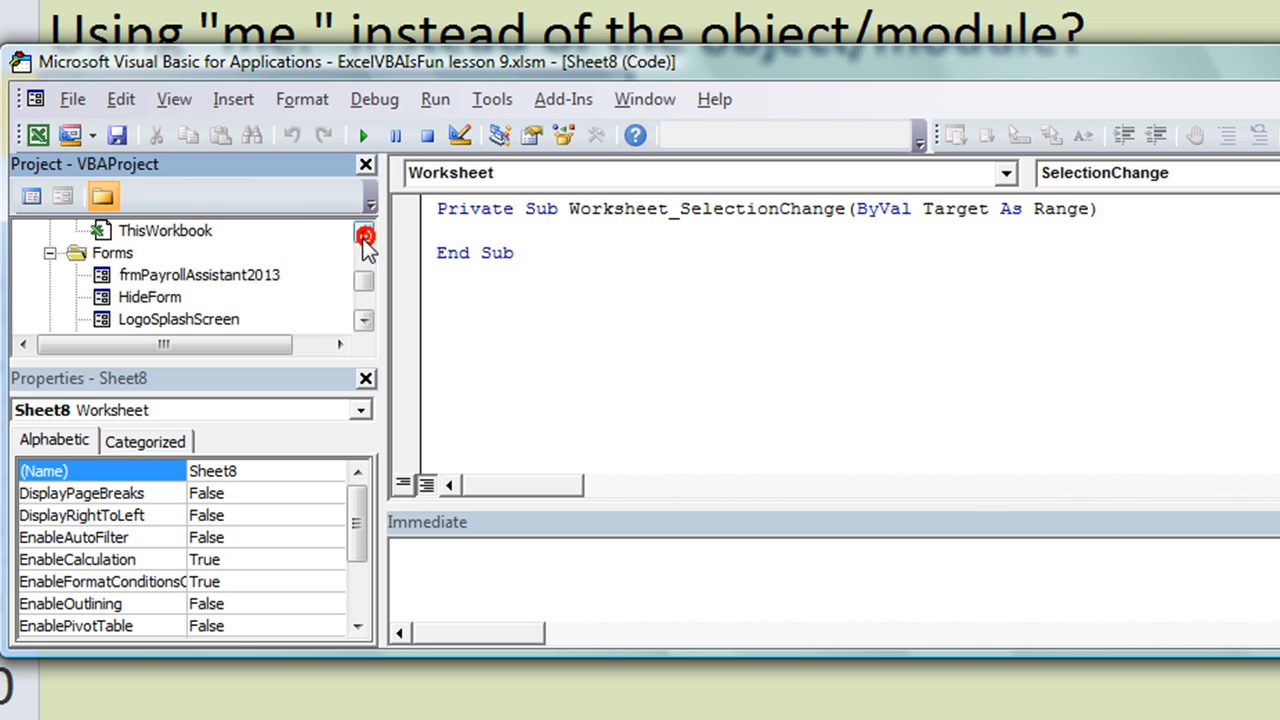 Using "me." instead of the object/module?
Microsoft Visual Basic for Applications - ExcelVBAIsFun lesson 9.xlsm - [Sheet8 (Code)]
File Edit View Insert Format Debug Run Tools Add-Ins Window Help
Project - VBAProject
Worksheet
SelectionChange
ThisWorkbook
Forms
frmPayrollAssistant2013
HideForm
LogoSplashScreen
Private Sub Worksheet_SelectionChange(ByVal Target As Range)
End Sub
Properties - Sheet8
Sheet8 Worksheet
Alphabetic Categorized
(Name) Sheet8
DisplayPageBreaks False
DisplayRightToLeft False
EnableAutoFilter False
EnableCalculation True
EnableFormatConditionsC True
EnableOutlining False
EnablePivotTable False
Immediate